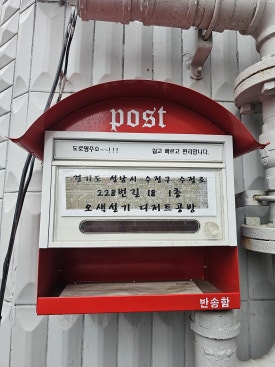 post
도로명주소~~!!! 쉽고 빠르고 편리합니다.
경기도 성남시 수정구 수정로
228번길 18 1층
오색설기 디저트공방
반송함